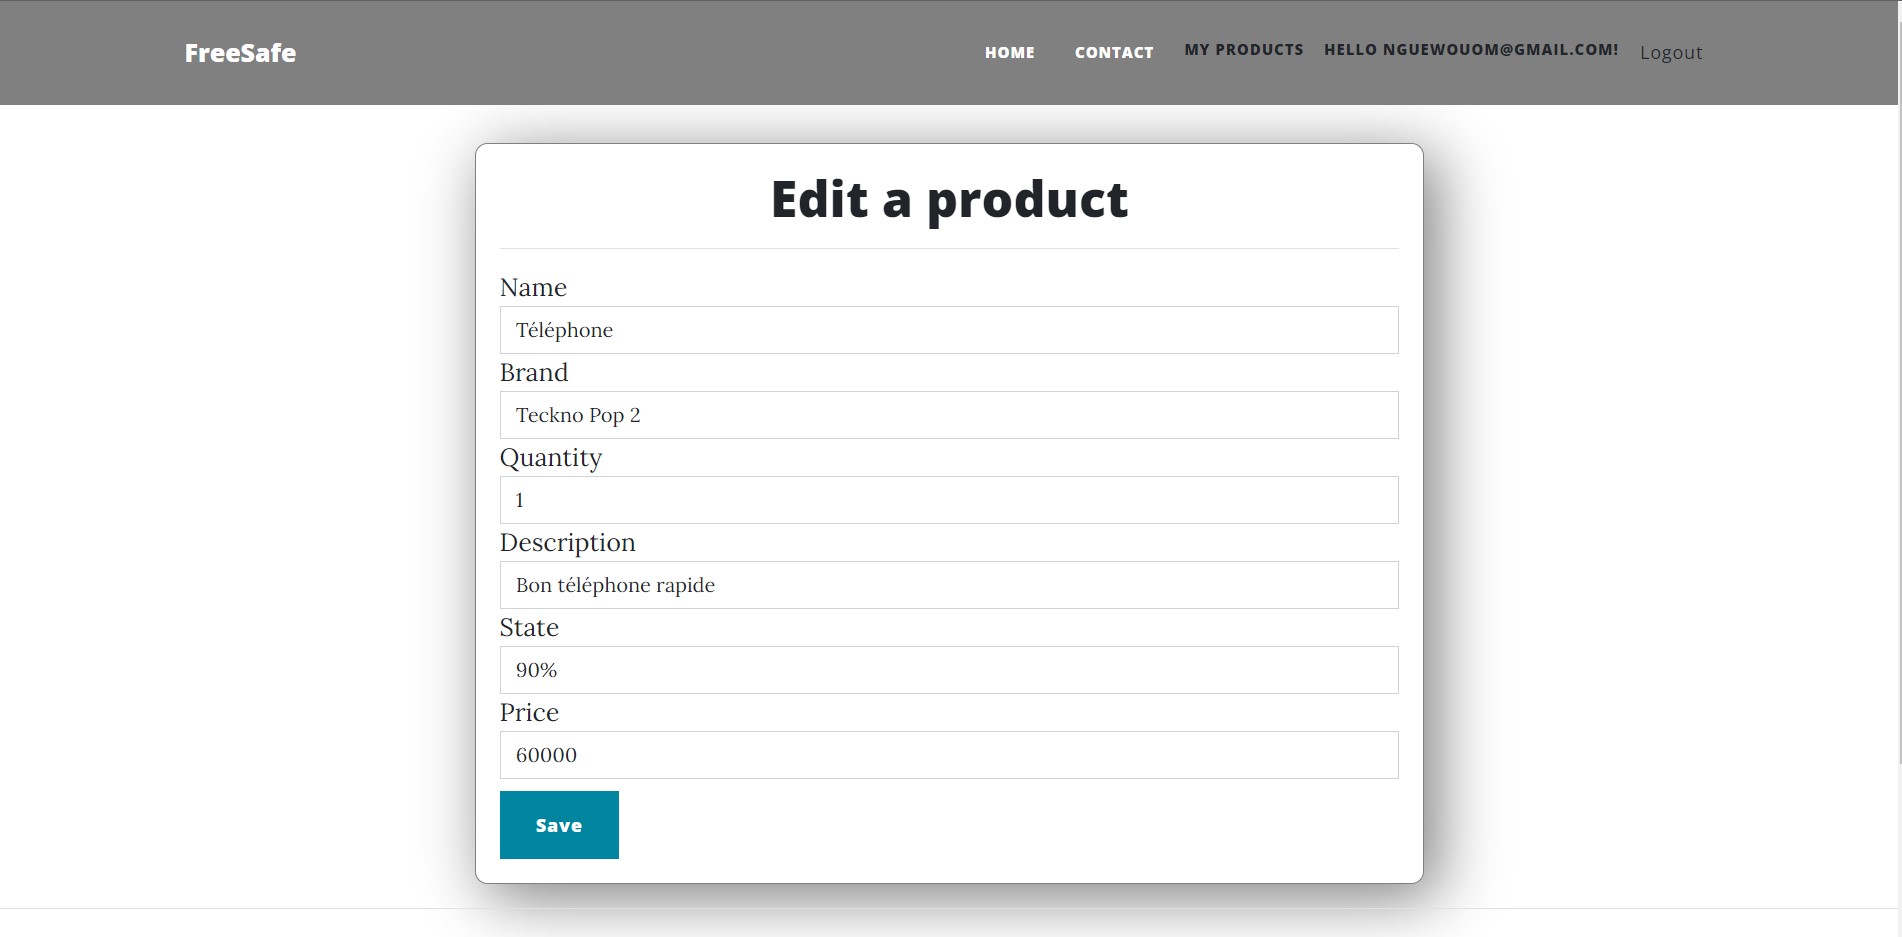 FreeSafe
HOME CONTACT MY PRODUCTS HELLO NGUEWOUOM@GMAIL.COM! Logout
Edit a product
Name
Téléphone
Brand
Teckno Pop 2
Quantity
1
Description
Bon téléphone rapide
State
90%
Price
60000
Save